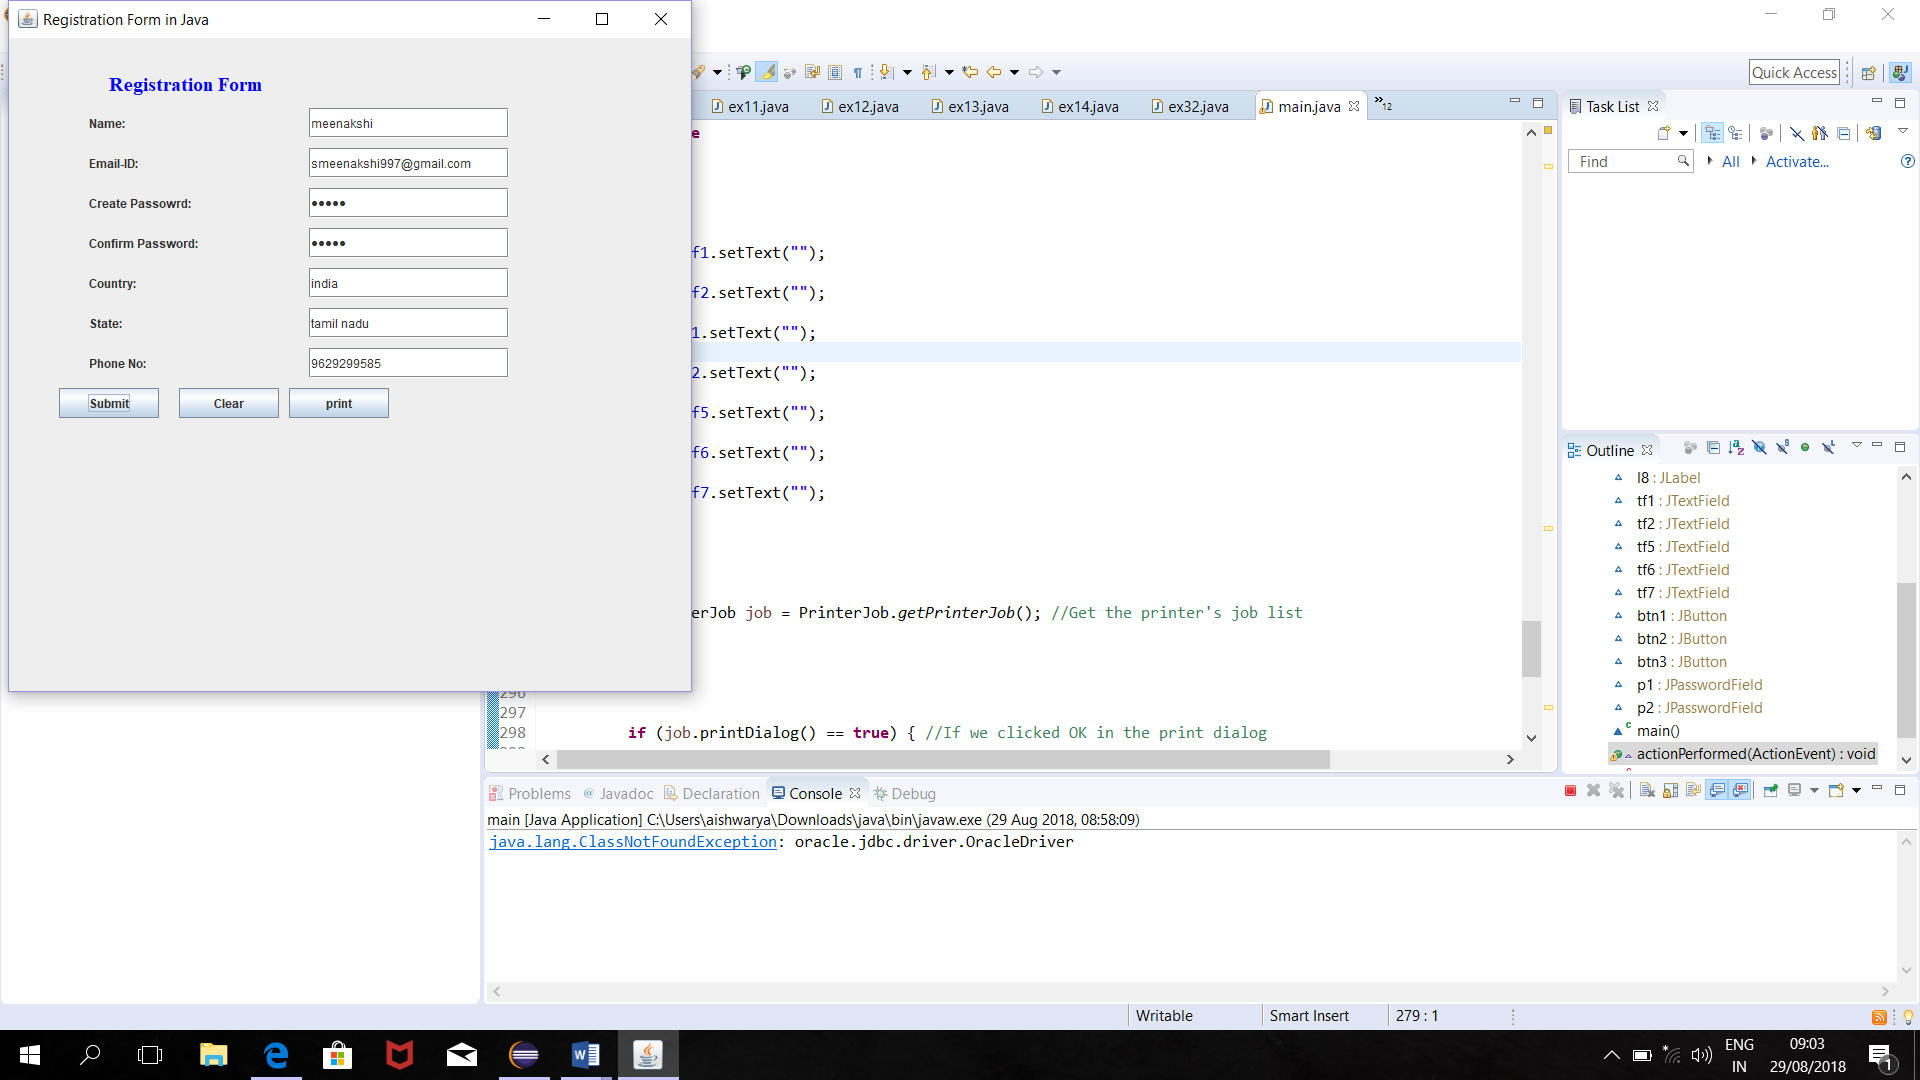 Registration Form in Java
Registration Form
Name:
meenakshi
Email-ID:
smeenakshi997@gmail.com
Create Passowrd:
•••••
Confirm Password:
•••••
Country:
india
State:
tamil nadu
Phone No:
9629299585
Submit
Clear
print
Quick Access
ex11.java
ex12.java
ex13.java
ex14.java
ex32.java
main.java
»12
e
f1.setText("");
f2.setText("");
1.setText("");
2.setText("");
f5.setText("");
f6.setText("");
f7.setText("");
erJob job = PrinterJob.getPrinterJob(); //Get the printer's job list
296
297
298 if (job.printDialog() == true) { //If we clicked OK in the print dialog
Task List
Find
All
Activate...
Outline
l8 : JLabel
tf1 : JTextField
tf2 : JTextField
tf5 : JTextField
tf6 : JTextField
tf7 : JTextField
btn1 : JButton
btn2 : JButton
btn3 : JButton
p1 : JPasswordField
p2 : JPasswordField
main()
actionPerformed(ActionEvent) : void
Problems
@ Javadoc
Declaration
Console
Debug
main [Java Application] C:\Users\aishwarya\Downloads\java\bin\javaw.exe (29 Aug 2018, 08:58:09)
java.lang.ClassNotFoundException: oracle.jdbc.driver.OracleDriver
Writable
Smart Insert
279 : 1
ENG
IN
09:03
29/08/2018
1